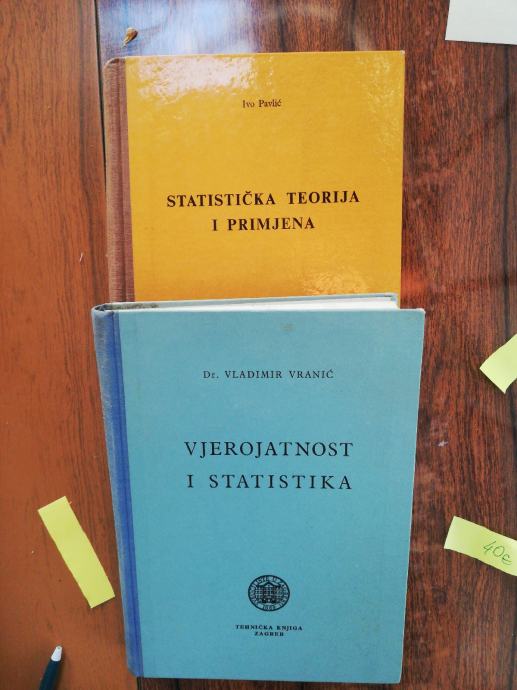 Ivo Pavlić
STATISTIČKA TEORIJA
I PRIMJENA
Dr. VLADIMIR VRANIĆ
VJEROJATNOST
I STATISTIKA
TEHNIČKA KNJIGA
ZAGREB
40€